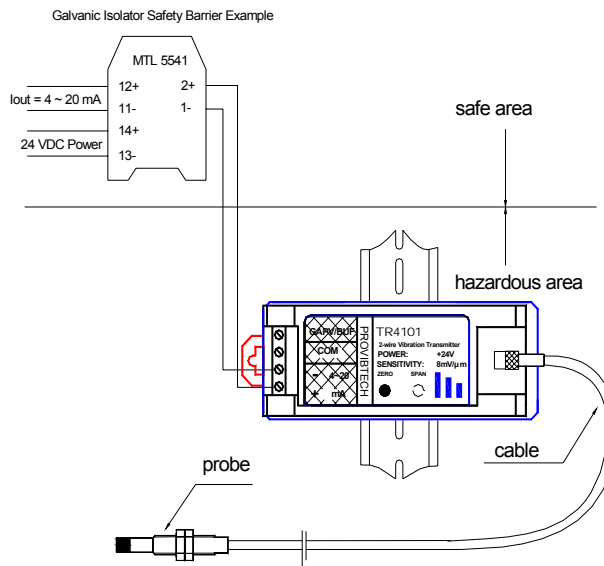 Galvanic Isolator Safety Barrier Example
MTL 5541
12+ 2+
Iout = 4 ~ 20 mA
11- 1-
14+
24 VDC Power
13-
safe area
hazardous area
GAPV/BUF
COM
- 4~20
+ mA
PROVIBTECH
TR4101
2-wire Vibration Transmitter
POWER: +24V
SENSITIVITY: 8mV/µm
ZERO SPAN
cable
probe